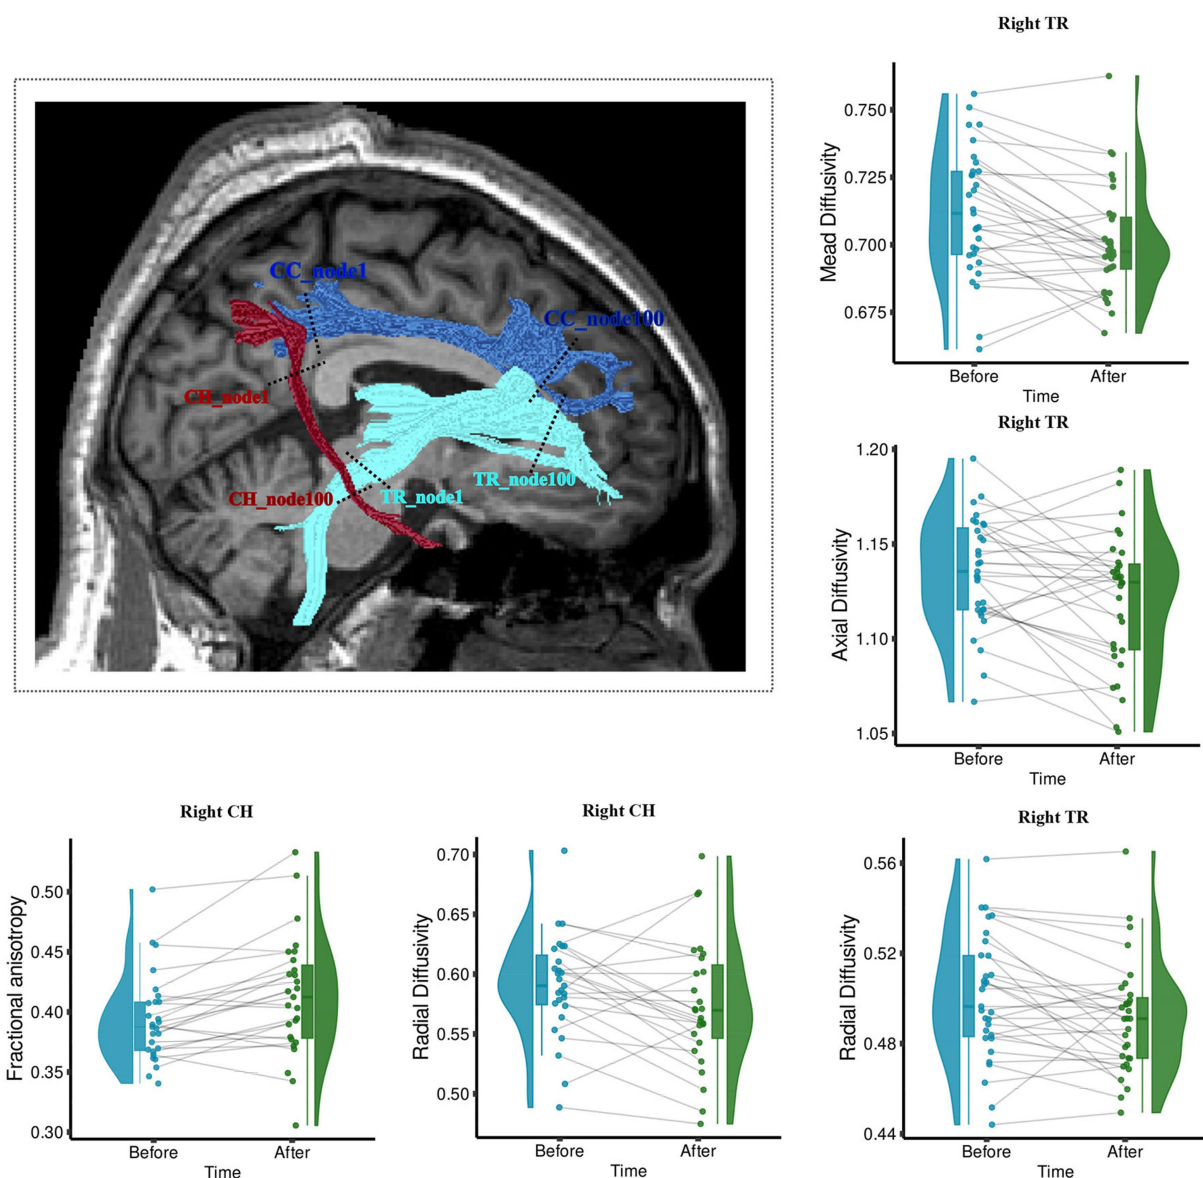 Right TR
Mead Diffusivity
0.750
0.725
0.700
0.675
Before
After
Time
CC_node1
CC_node100
CH_node1
CH_node100
TR_node1
TR_node100
Right TR
Axial Diffusivity
1.20
1.15
1.10
1.05
Before
After
Time
Right CH
Fractional anisotropy
0.50
0.45
0.40
0.35
0.30
Before
After
Time
Right CH
Radial Diffusivity
0.70
0.65
0.60
0.55
0.50
Before
After
Time
Right TR
Radial Diffusivity
0.56
0.52
0.48
0.44
Before
After
Time